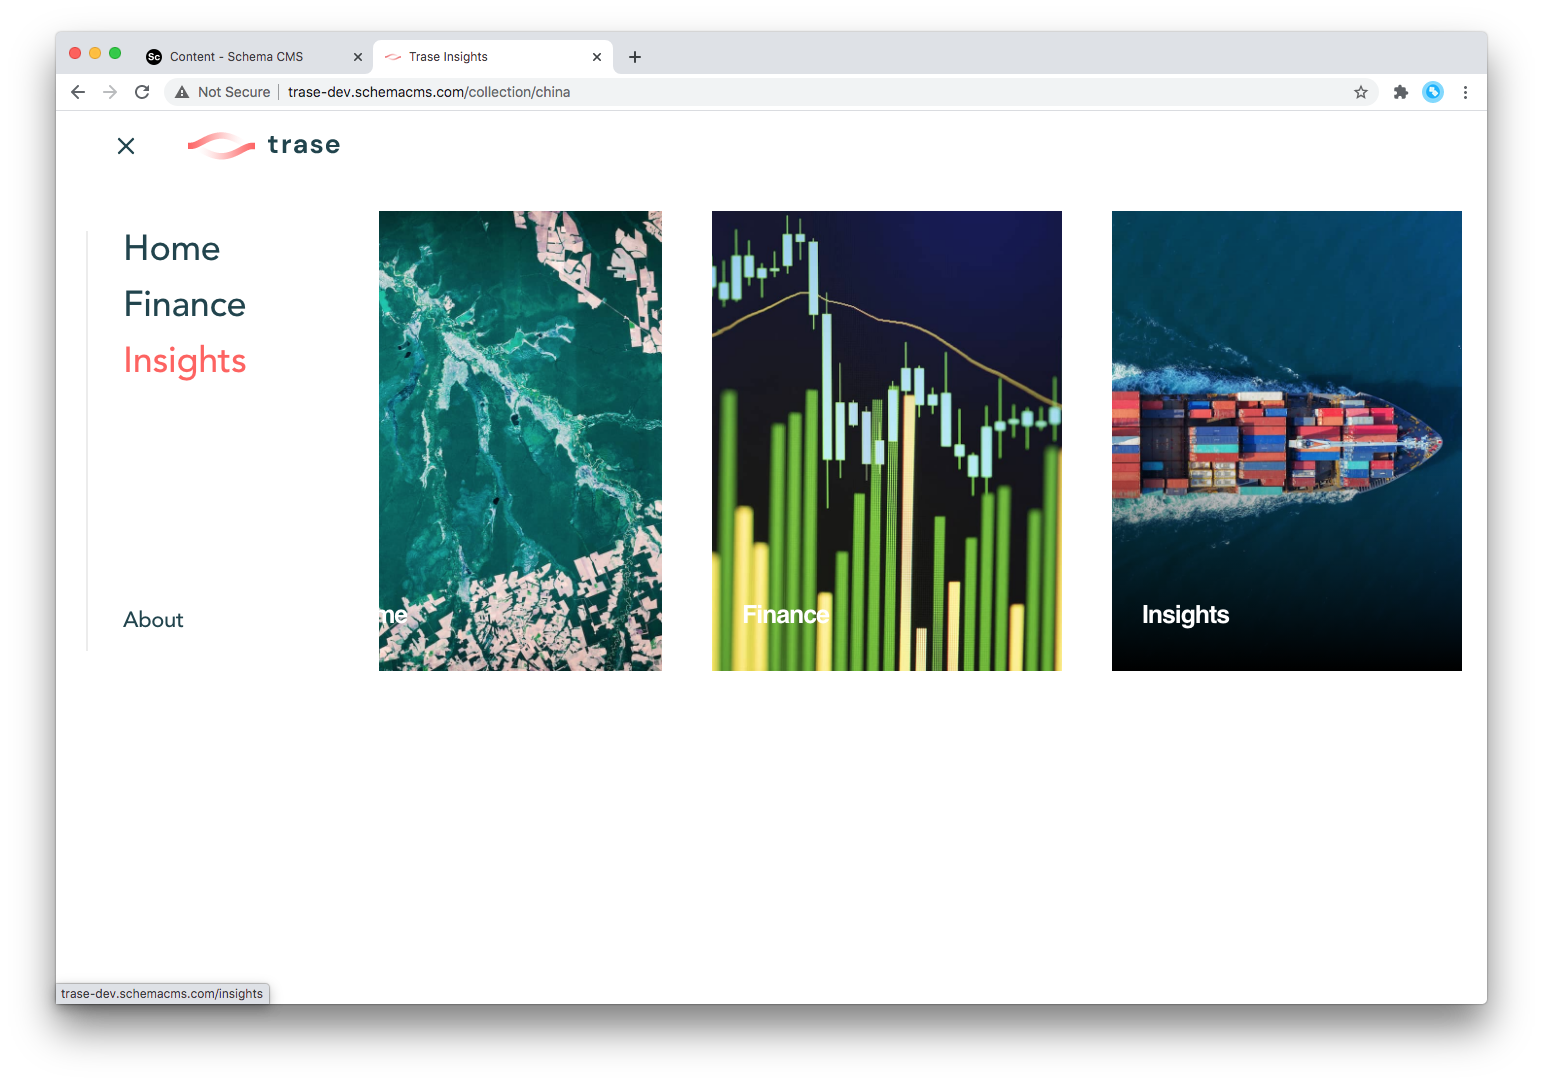 Sc Content - Schema CMS
Trase Insights
Not Secure | trase-dev.schemacms.com/collection/china
trase
Home
Finance
Insights
About
me
Finance
Insights
trase-dev.schemacms.com/insights